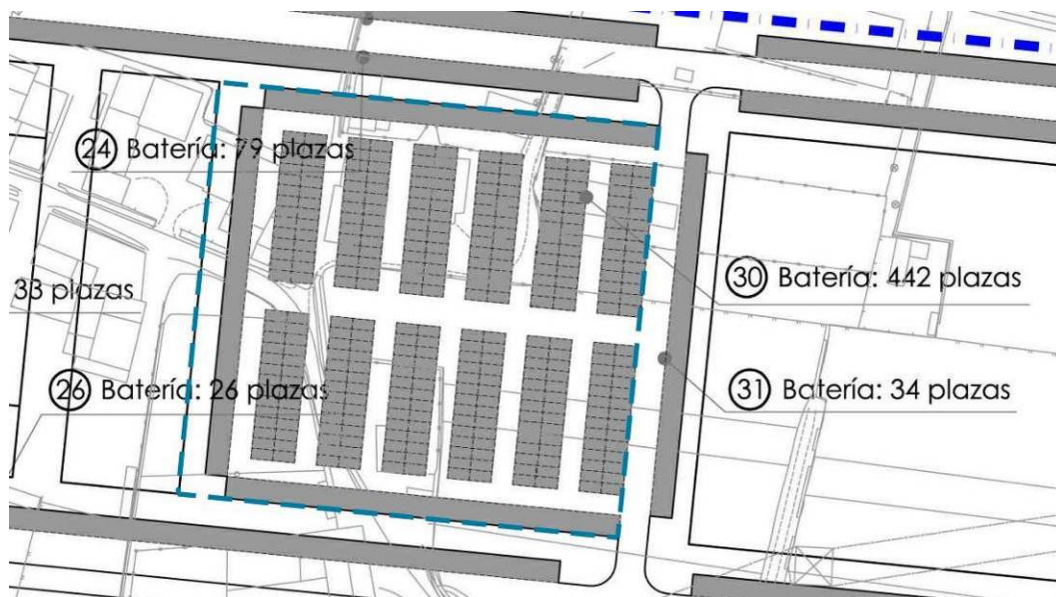 24 Batería: 79 plazas
30 Batería: 442 plazas
33 plazas
26 Batería: 26 plazas
31 Batería: 34 plazas